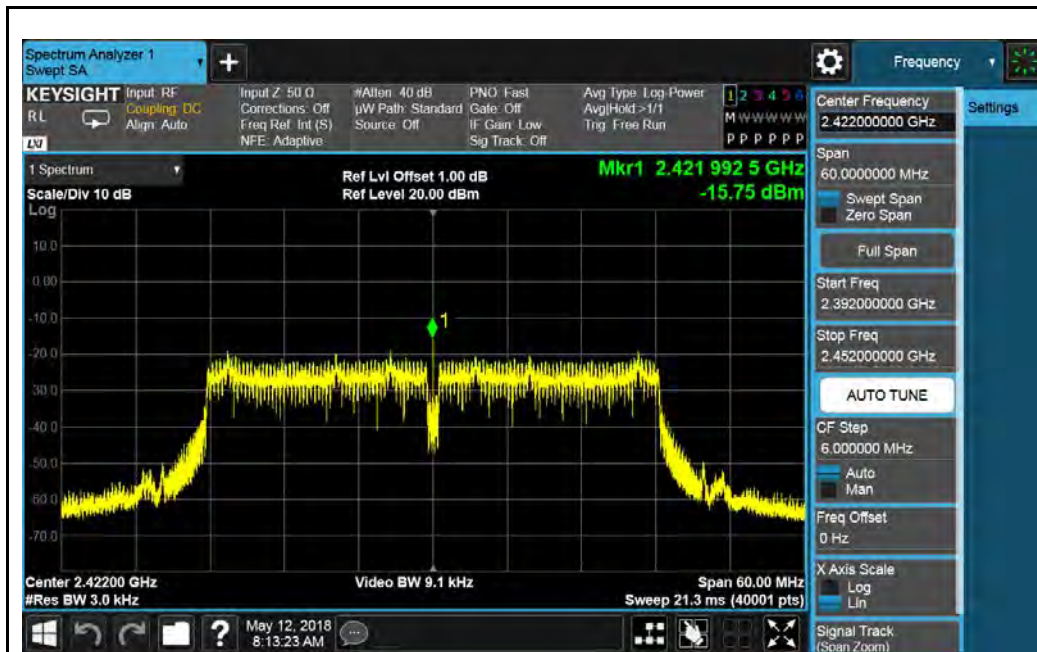 Spectrum Analyzer 1
Swept SA
+
Frequency
KEYSIGHT
RL
LXI
Input: RF
Coupling: DC
Align: Auto
Input Z: 50 Ω
Corrections: Off
Freq Ref: Int (S)
NFE: Adaptive
#Atten: 40 dB
µW Path: Standard
Source: Off
PNO: Fast
Gate: Off
IF Gain: Low
Sig Track: Off
Avg Type: Log-Power
Avg|Hold:>1/1
Trig: Free Run
1 2 3 4 5 6
M W W W W W
P P P P P P
1 Spectrum
Scale/Div 10 dB
Log
Ref Lvl Offset 1.00 dB
Ref Level 20.00 dBm
Mkr1 2.421 992 5 GHz
-15.75 dBm
10.0
0.00
-10.0
-20.0
-30.0
-40.0
-50.0
-60.0
-70.0
1
Center 2.42200 GHz
#Res BW 3.0 kHz
Video BW 9.1 kHz
Span 60.00 MHz
Sweep 21.3 ms (40001 pts)
Center Frequency
2.422000000 GHz
Settings
Span
60.0000000 MHz
Swept Span
Zero Span
Full Span
Start Freq
2.392000000 GHz
Stop Freq
2.452000000 GHz
AUTO TUNE
CF Step
6.000000 MHz
Auto
Man
Freq Offset
0 Hz
X Axis Scale
Log
Lin
Signal Track
(Span Zoom)
?
May 12, 2018
8:13:23 AM